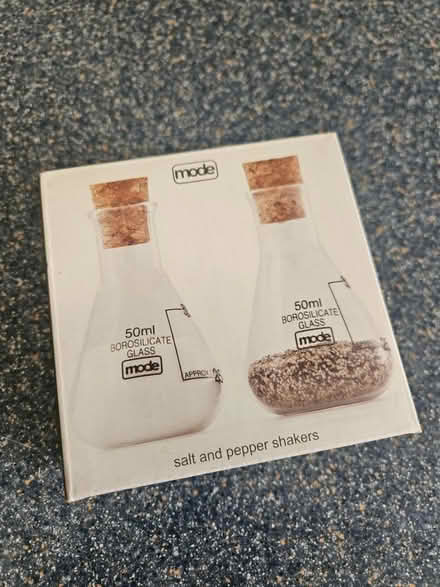 mode
50ml
BOROSILICATE
GLASS
mode
APPROX
50ml
BOROSILICATE
GLASS
mode
salt and pepper shakers